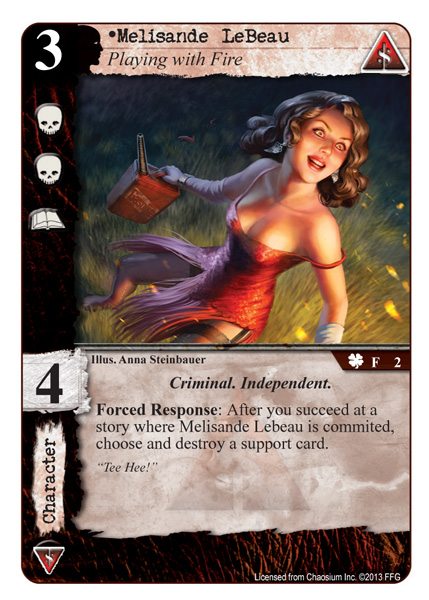 3
•Melisande LeBeau
Playing with Fire
Illus. Anna Steinbauer
F 2
4
Criminal. Independent.
Forced Response: After you succeed at a
story where Melisande Lebeau is commited,
choose and destroy a support card.
“Tee Hee!”
Character
Licensed from Chaosium Inc. ©2013 FFG